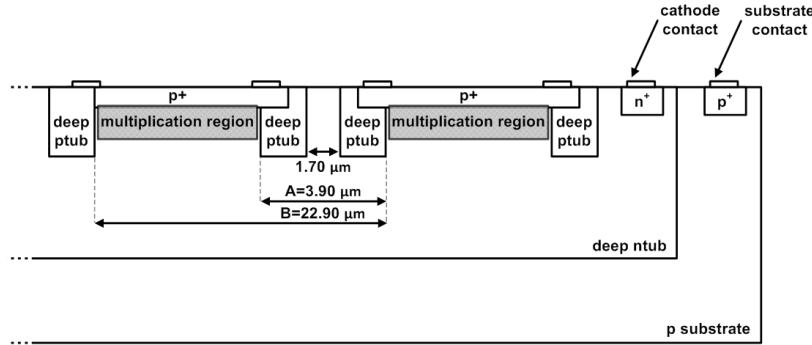 cathode
contact
substrate
contact
p+
p+
n+
p+
deep
ptub
multiplication region
deep
ptub
deep
ptub
multiplication region
deep
ptub
1.70 µm
A=3.90 µm
B=22.90 µm
deep ntub
p substrate